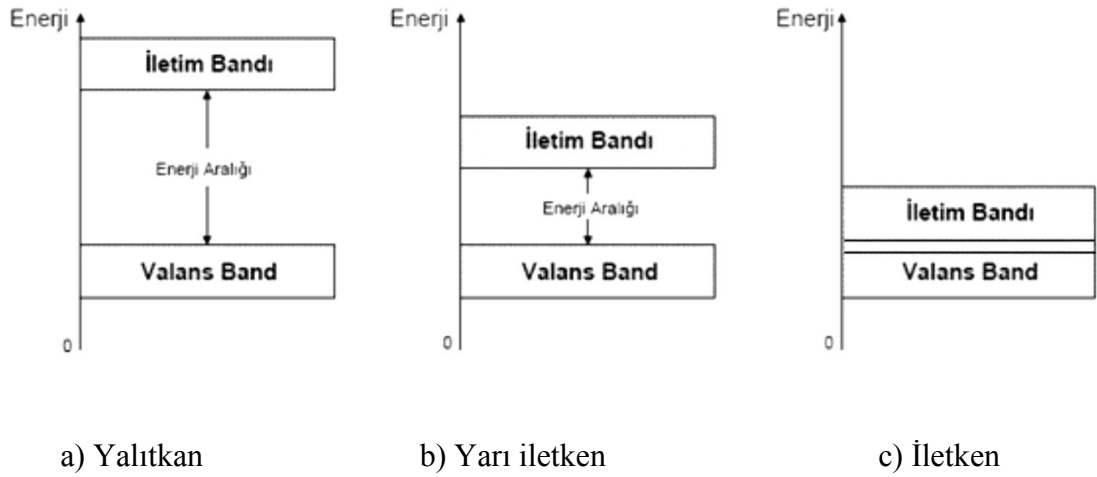 Enerji
İletim Bandı
Enerji Aralığı
Valans Band
0
a) Yalıtkan
Enerji
İletim Bandı
Enerji Aralığı
Valans Band
0
b) Yarı iletken
Enerji
İletim Bandı
Valans Band
0
c) İletken